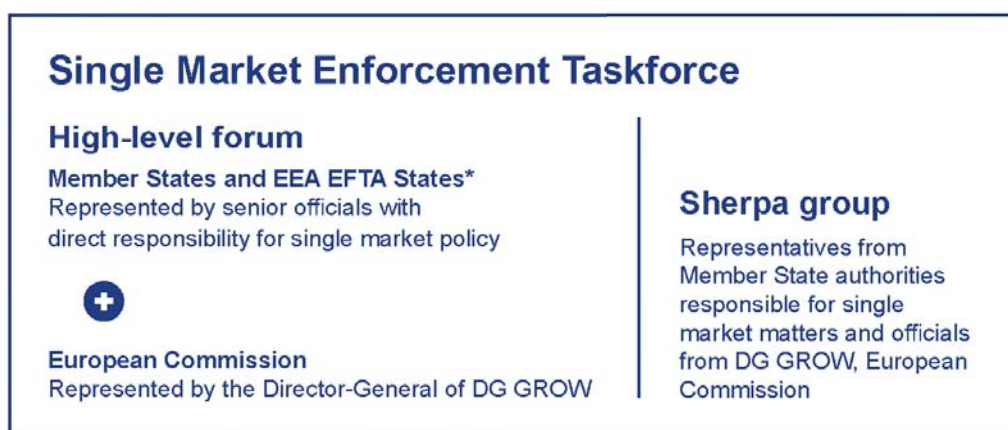 Single Market Enforcement Taskforce
High-level forum
Member States and EEA EFTA States*
Represented by senior officials with
direct responsibility for single market policy
European Commission
Represented by the Director-General of DG GROW
Sherpa group
Representatives from
Member State authorities
responsible for single
market matters and officials
from DG GROW, European
Commission